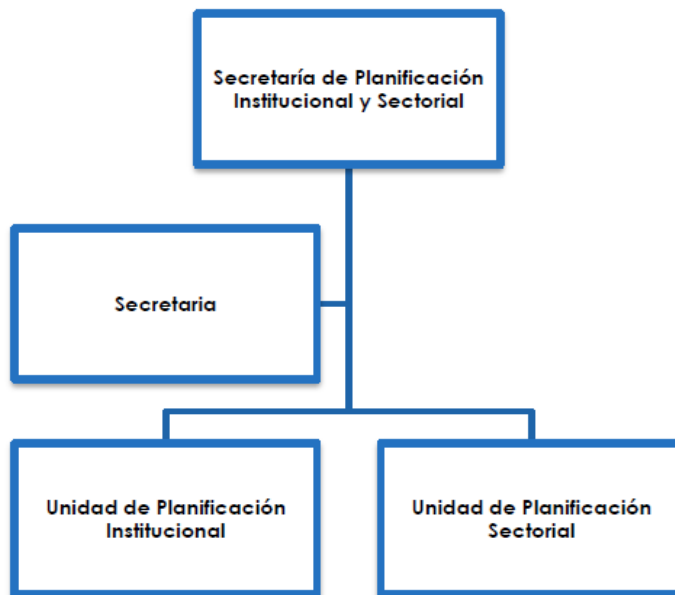 Secretaría de Planificación
Institucional y Sectorial
Secretaria
Unidad de Planificación
Institucional
Unidad de Planificación
Sectorial